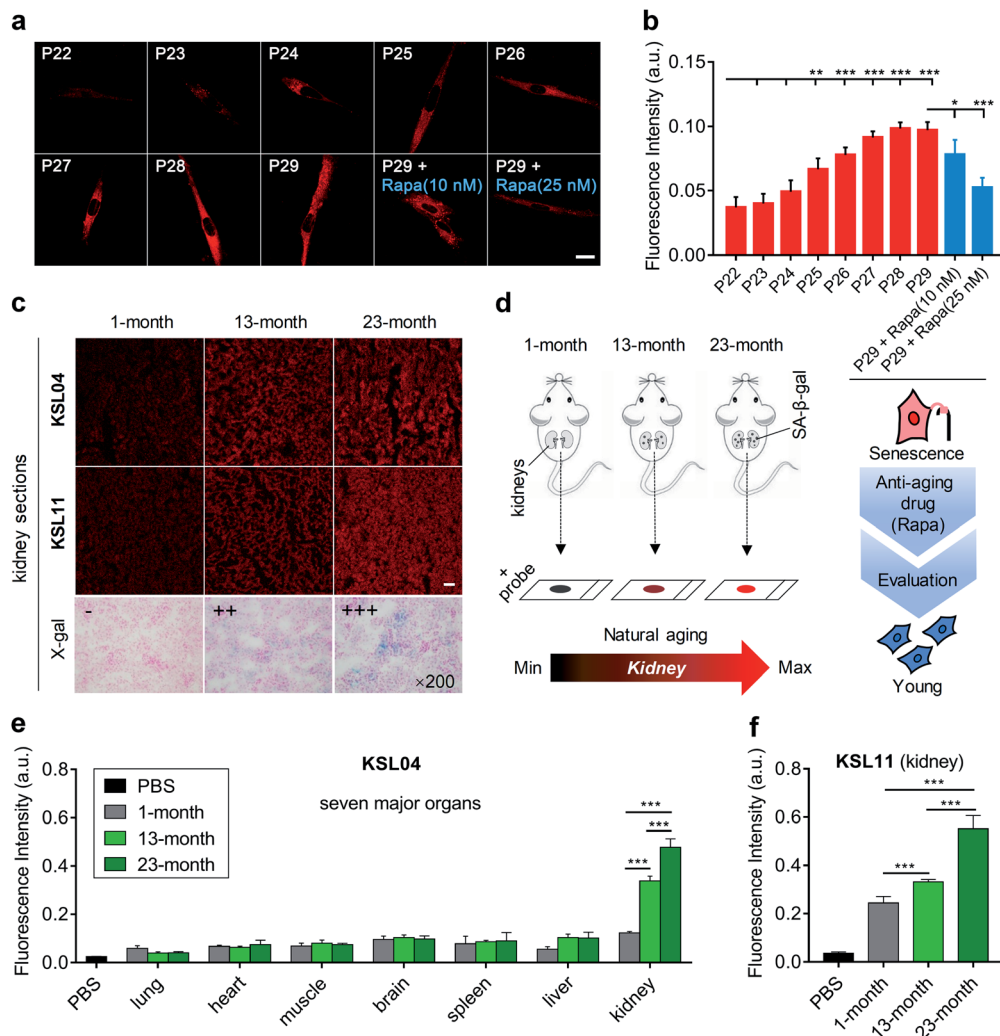 a
P22
P23
P24
P25
P26
P27
P28
P29
P29 +
Rapa(10 nM)
P29 +
Rapa(25 nM)
b
Fluorescence Intensity (a.u.)
0.15
0.10
0.05
0.00
** *** *** *** ***
* ***
P22
P23
P24
P25
P26
P27
P28
P29
P29 + Rapa(10 nM)
P29 + Rapa(25 nM)
Senescence
Anti-aging
drug
(Rapa)
Evaluation
Young
c
1-month
13-month
23-month
kidney sections
KSL04
KSL11
X-gal
-
++
+++
×200
d
1-month
13-month
23-month
SA-β-gal
kidneys
+
probe
Natural aging
Min
Kidney
Max
e
Fluorescence Intensity (a.u.)
0.8
0.6
0.4
0.2
0.0
KSL04
seven major organs
PBS
1-month
13-month
23-month
***
***
***
PBS
lung
heart
muscle
brain
spleen
liver
kidney
f
Fluorescence Intensity (a.u.)
0.8
0.6
0.4
0.2
0.0
KSL11 (kidney)
***
***
***
PBS
1-month
13-month
23-month